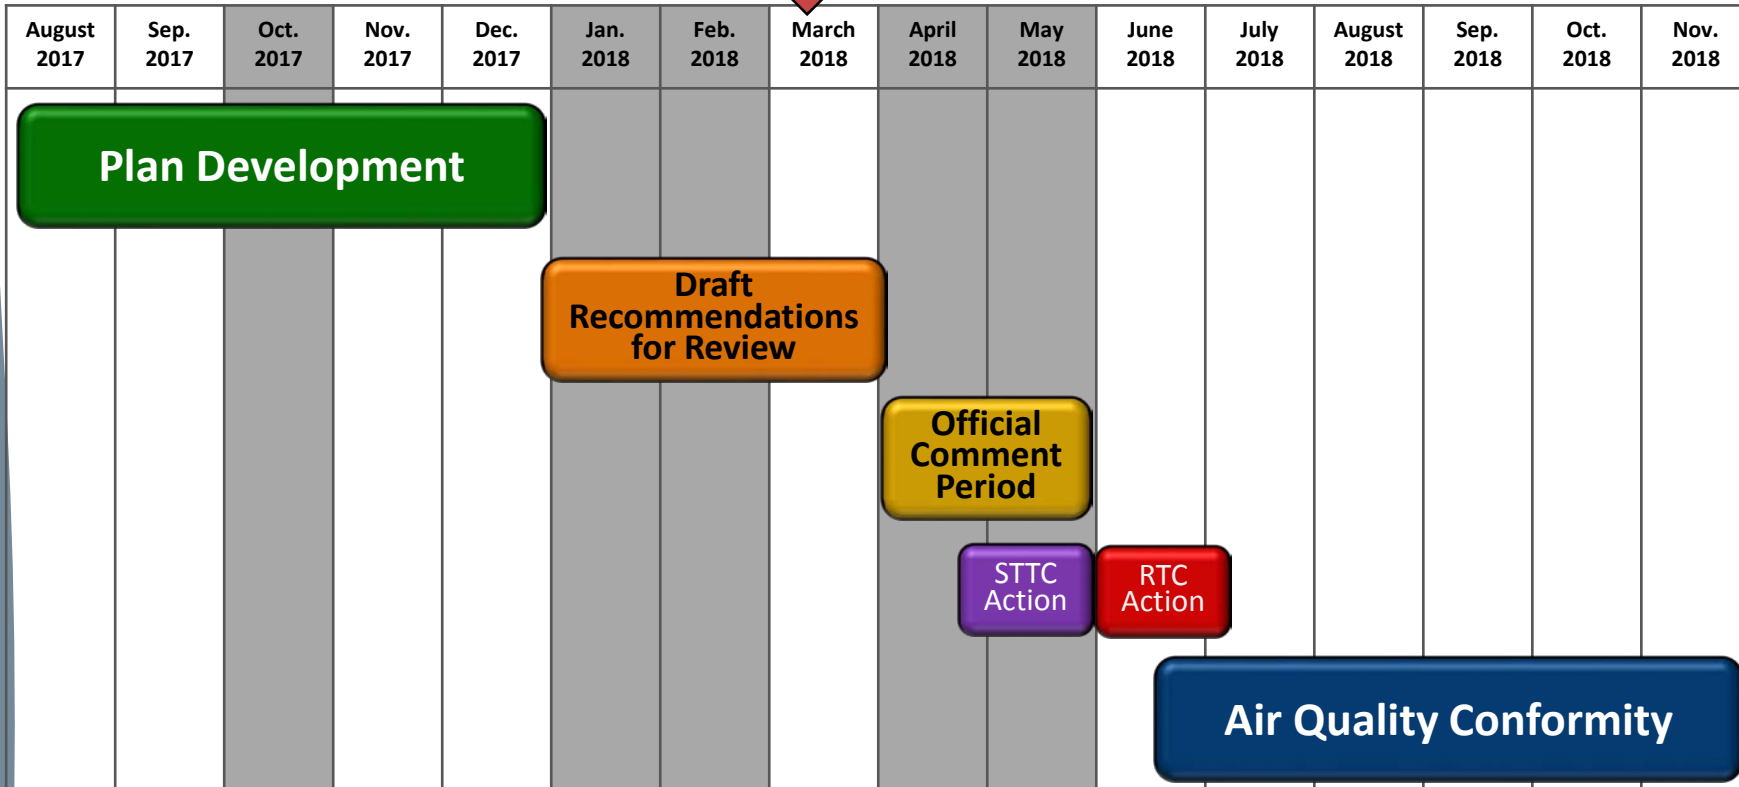 August 2017
Sep. 2017
Oct. 2017
Nov. 2017
Dec. 2017
Jan. 2018
Feb. 2018
March 2018
April 2018
May 2018
June 2018
July 2018
August 2018
Sep. 2018
Oct. 2018
Nov. 2018
Plan Development
Draft
Recommendations
for Review
Official
Comment
Period
STTC
Action
RTC
Action
Air Quality Conformity